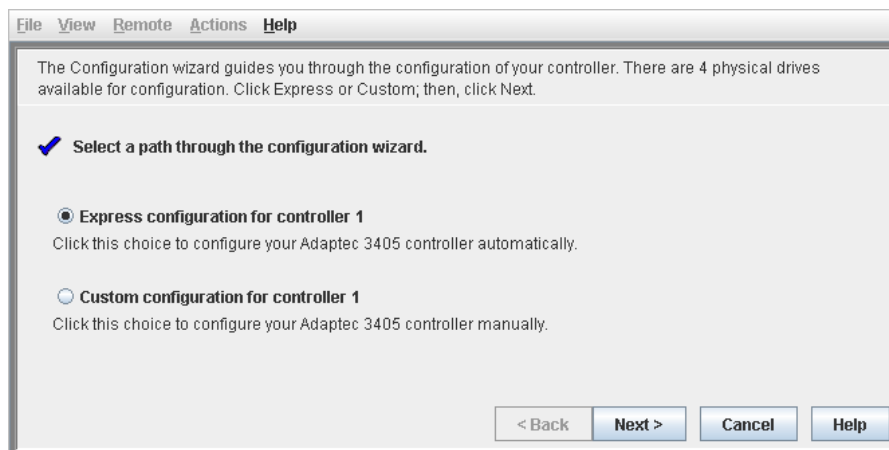 File View Remote Actions Help
The Configuration wizard guides you through the configuration of your controller. There are 4 physical drives
available for configuration. Click Express or Custom; then, click Next.
Select a path through the configuration wizard.
Express configuration for controller 1
Click this choice to configure your Adaptec 3405 controller automatically.
Custom configuration for controller 1
Click this choice to configure your Adaptec 3405 controller manually.
< Back Next > Cancel Help